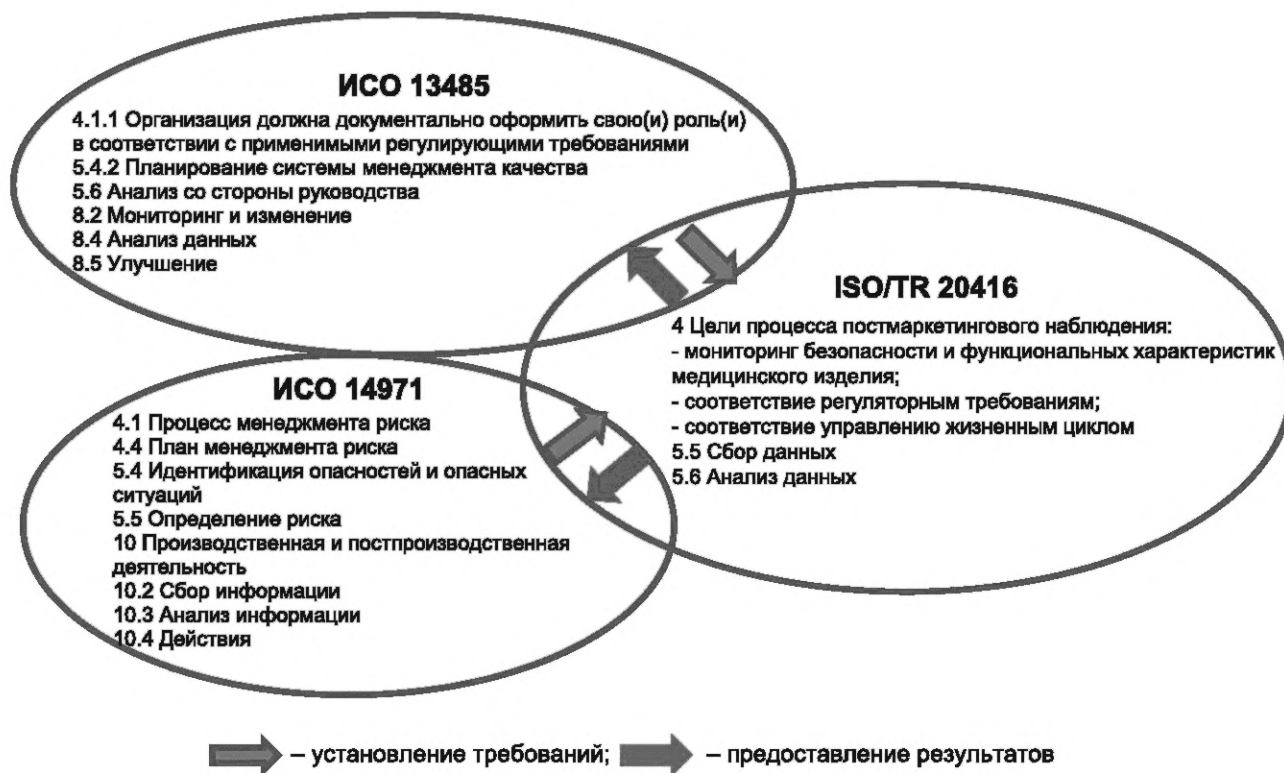 ИСО 13485
4.1.1 Организация должна документально оформить свою(и) роль(и)
в соответствии с применимыми регулирующими требованиями
5.4.2 Планирование системы менеджмента качества
5.6 Анализ со стороны руководства
8.2 Мониторинг и изменение
8.4 Анализ данных
8.5 Улучшение
ISO/TR 20416
4 Цели процесса постмаркетингового наблюдения:
- мониторинг безопасности и функциональных характеристик
медицинского изделия;
- соответствие регуляторным требованиям;
- соответствие управлению жизненным циклом
5.5 Сбор данных
5.6 Анализ данных
ИСО 14971
4.1 Процесс менеджмента риска
4.4 План менеджмента риска
5.4 Идентификация опасностей и опасных
ситуаций
5.5 Определение риска
10 Производственная и постпроизводственная
деятельность
10.2 Сбор информации
10.3 Анализ информации
10.4 Действия
– установление требований; – предоставление результатов